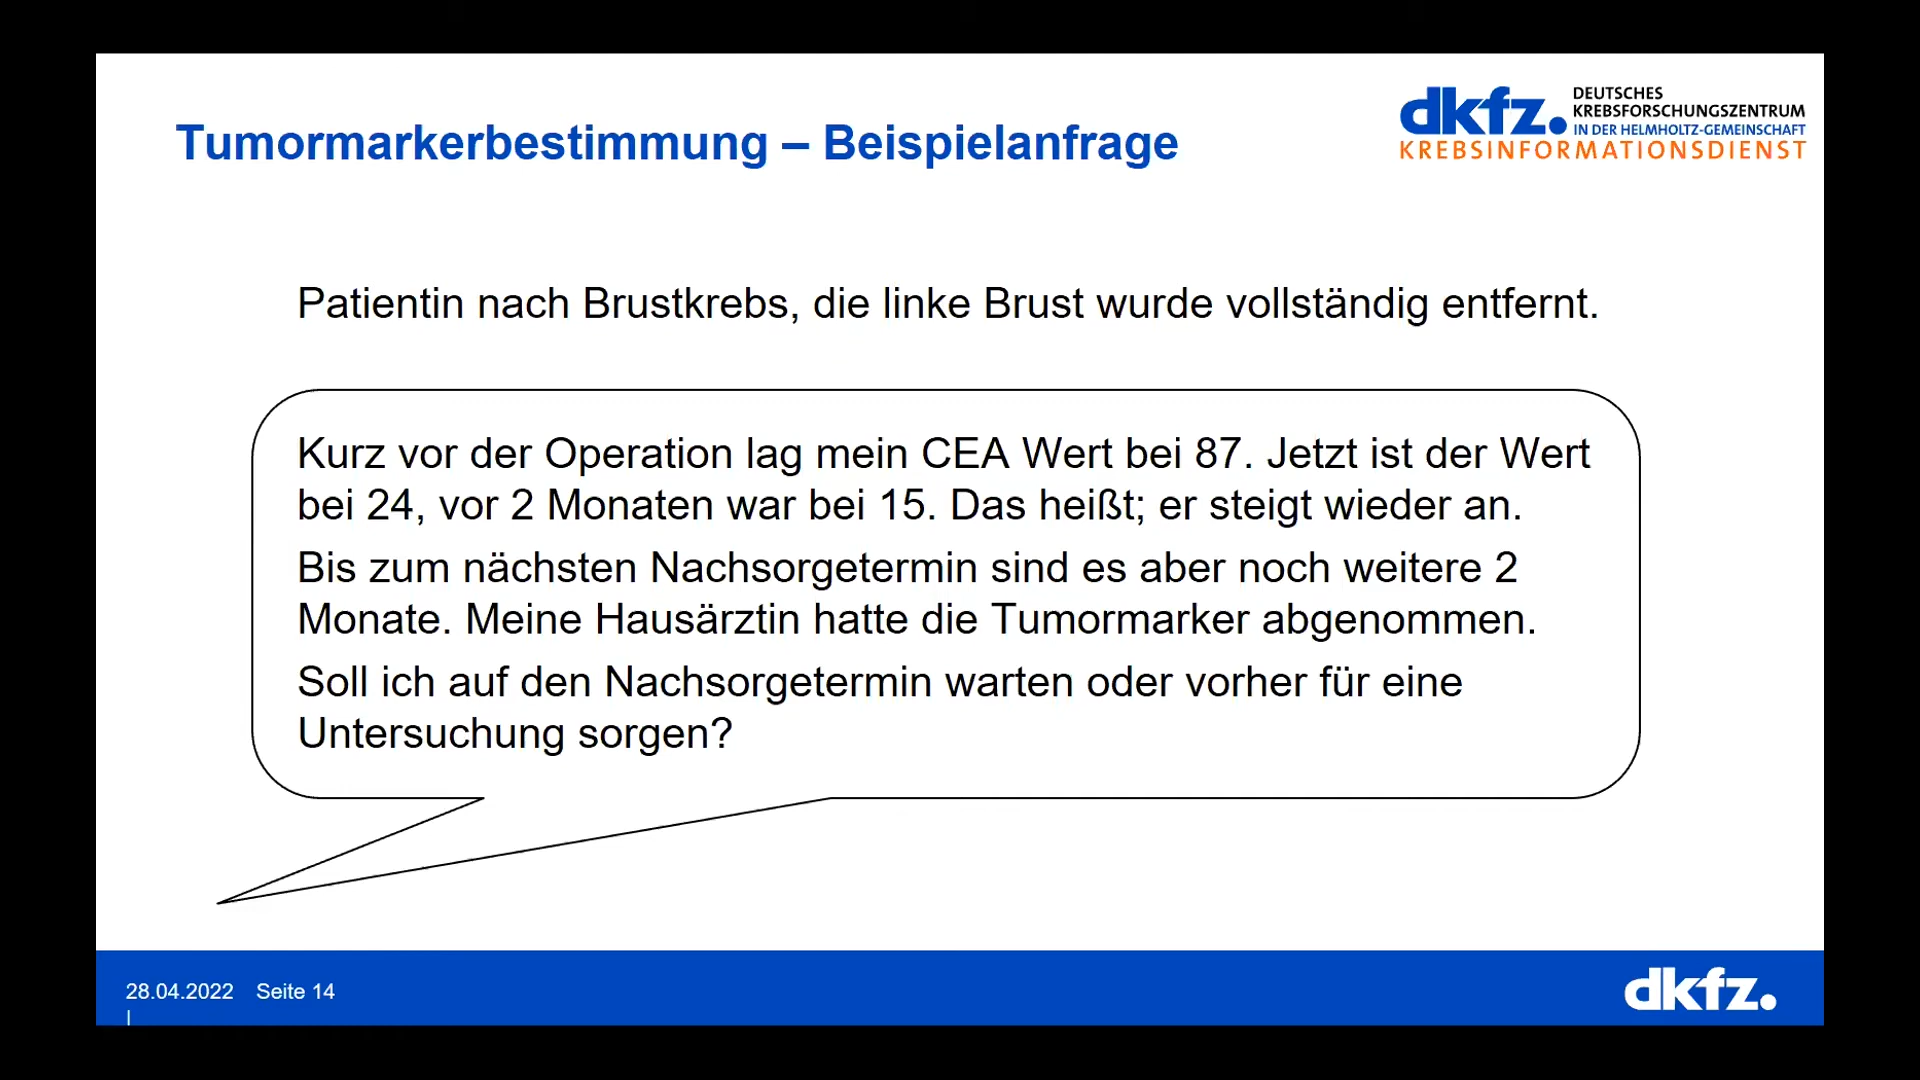 Tumormarkerbestimmung – Beispielanfrage
dkfz.
DEUTSCHES
KREBSFORSCHUNGSZENTRUM
IN DER HELMHOLTZ-GEMEINSCHAFT
KREBSINFORMATIONSDIENST
Patientin nach Brustkrebs, die linke Brust wurde vollständig entfernt.
Kurz vor der Operation lag mein CEA Wert bei 87. Jetzt ist der Wert
bei 24, vor 2 Monaten war bei 15. Das heißt; er steigt wieder an.
Bis zum nächsten Nachsorgetermin sind es aber noch weitere 2
Monate. Meine Hausärztin hatte die Tumormarker abgenommen.
Soll ich auf den Nachsorgetermin warten oder vorher für eine
Untersuchung sorgen?
28.04.2022 Seite 14
|
dkfz.